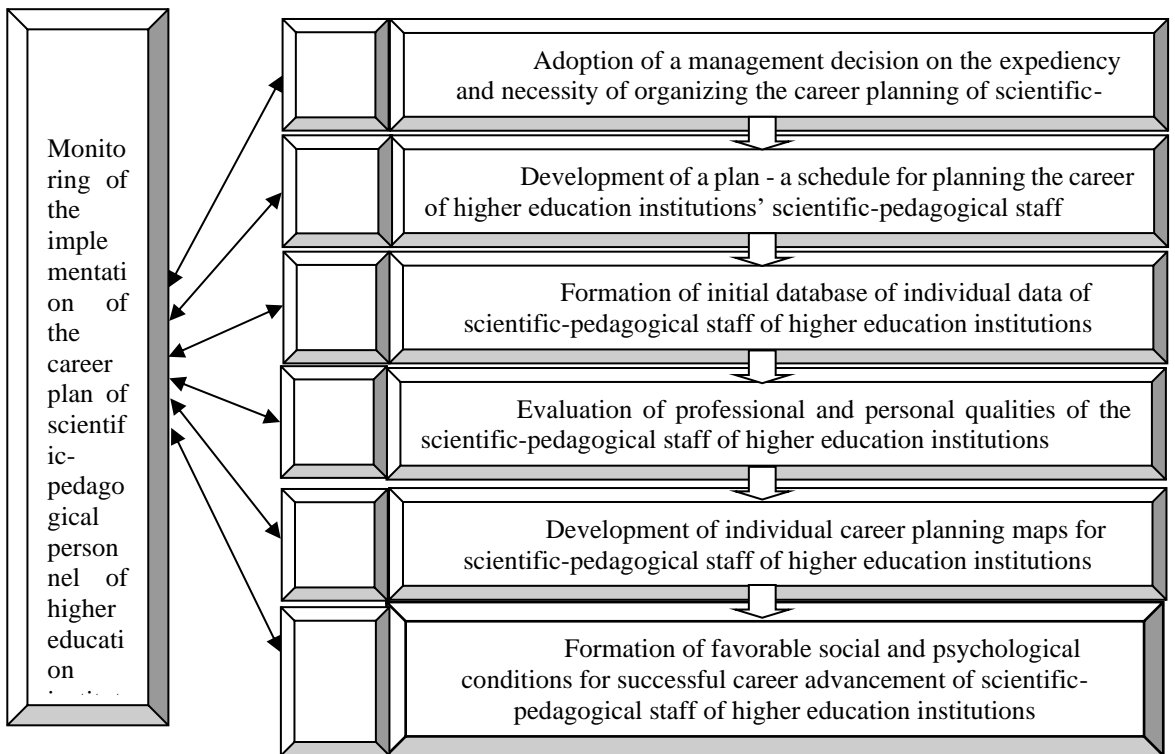 Monito
ring of
the
imple
mentati
on of
the
career
plan of
scientif
ic-
pedago
gical
person
nel of
higher
educati
on
Adoption of a management decision on the expediency
and necessity of organizing the career planning of scientific-
Development of a plan - a schedule for planning the career
of higher education institutions’ scientific-pedagogical staff
Formation of initial database of individual data of
scientific-pedagogical staff of higher education institutions
Evaluation of professional and personal qualities of the
scientific-pedagogical staff of higher education institutions
Development of individual career planning maps for
scientific-pedagogical staff of higher education institutions
Formation of favorable social and psychological
conditions for successful career advancement of scientific-
pedagogical staff of higher education institutions